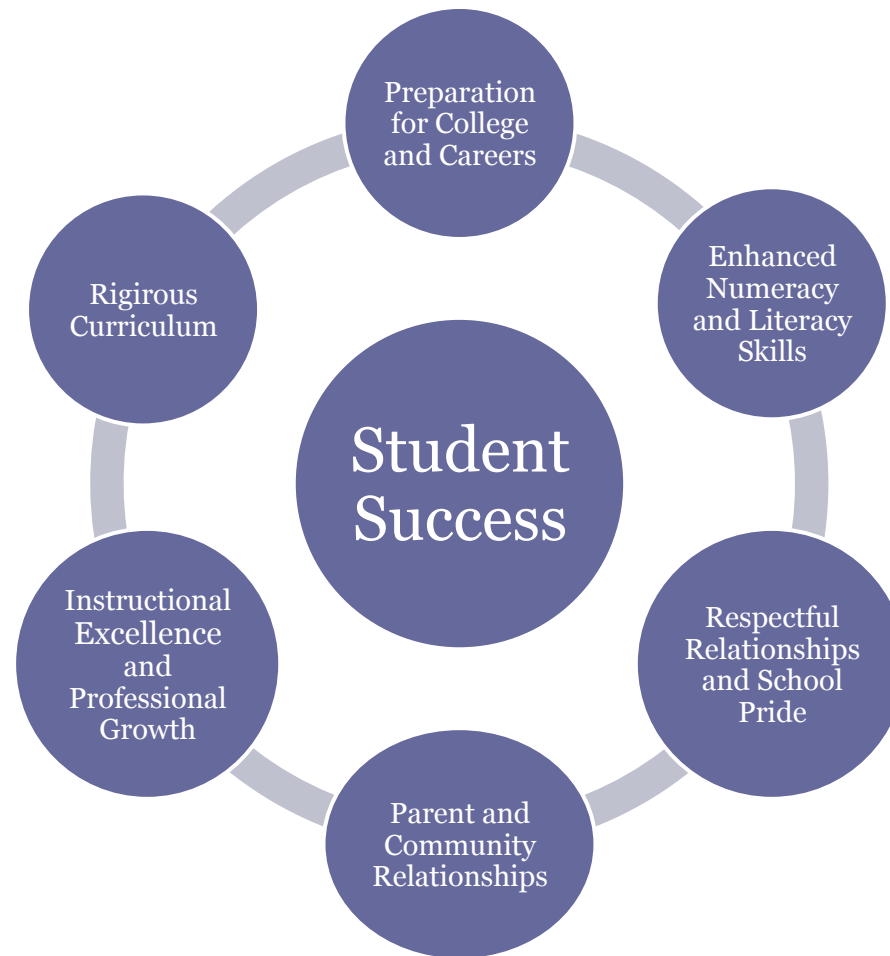 Preparation
for College
and Careers
Enhanced
Numeracy
and Literacy
Skills
Respectful
Relationships
and School
Pride
Parent and
Community
Relationships
Instructional
Excellence
and
Professional
Growth
Rigirous
Curriculum
Student
Success